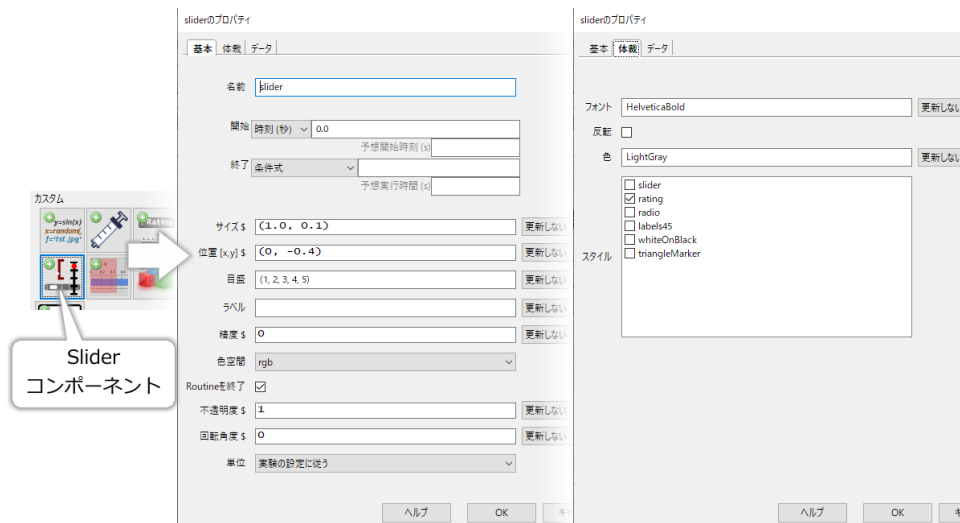 sliderのプロパティ
基本 体裁 データ
名前 slider
開始 時刻 (秒) 0.0
予想開始時刻 (s)
終了 条件式
予想実行時間 (s)
サイズ $ (1.0, 0.1) 更新しない
位置 [x,y] $ (0, -0.4) 更新しない
目盛 (1, 2, 3, 4, 5) 更新しない
ラベル 更新しない
精度 $ 0 更新しない
色空間 rgb
Routineを終了
不透明度 $ 1 更新しない
回転角度 $ 0 更新しない
単位 実験の設定に従う
ヘルプ OK キ
カスタム
y=sin(x)
x=random(,
f='tst.jpg'
Rating
Slider
コンポーネント
sliderのプロパティ
基本 体裁 データ
フォント HelveticaBold 更新しない
反転
色 LightGray 更新しない
スタイル
slider
rating
radio
labels45
whiteOnBlack
triangleMarker
ヘルプ OK キ